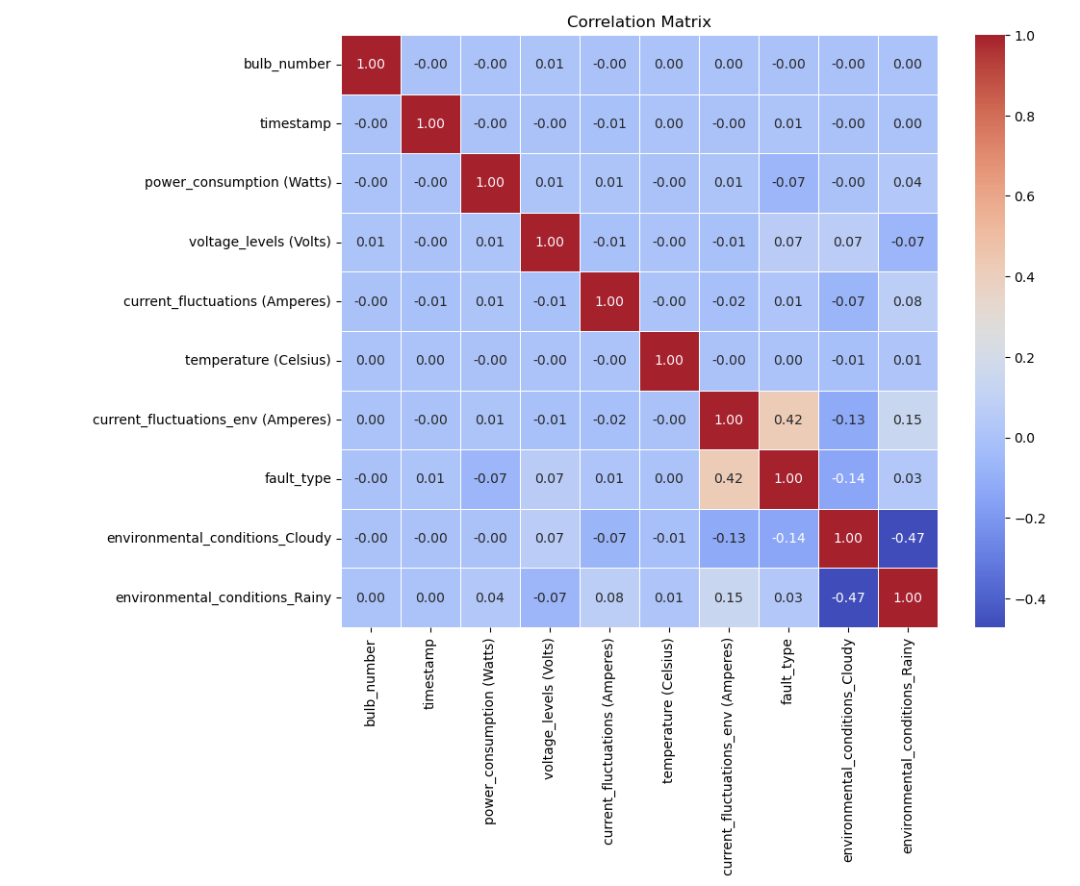 Correlation Matrix
bulb_number 1.00 -0.00 -0.00 0.01 -0.00 0.00 0.00 -0.00 -0.00 0.00
timestamp -0.00 1.00 -0.00 -0.00 -0.01 0.00 -0.00 0.01 -0.00 0.00
power_consumption (Watts) -0.00 -0.00 1.00 0.01 0.01 -0.00 0.01 -0.07 -0.00 0.04
voltage_levels (Volts) 0.01 -0.00 0.01 1.00 -0.01 -0.00 -0.01 0.07 0.07 -0.07
current_fluctuations (Amperes) -0.00 -0.01 0.01 -0.01 1.00 -0.00 -0.02 0.01 -0.07 0.08
temperature (Celsius) 0.00 0.00 -0.00 -0.00 -0.00 1.00 -0.00 0.00 -0.01 0.01
current_fluctuations_env (Amperes) 0.00 -0.00 0.01 -0.01 -0.02 -0.00 1.00 0.42 -0.13 0.15
fault_type -0.00 0.01 -0.07 0.07 0.01 0.00 0.42 1.00 -0.14 0.03
environmental_conditions_Cloudy -0.00 -0.00 -0.00 0.07 -0.07 -0.01 -0.13 -0.14 1.00 -0.47
environmental_conditions_Rainy 0.00 0.00 0.04 -0.07 0.08 0.01 0.15 0.03 -0.47 1.00
bulb_number
timestamp
power_consumption (Watts)
voltage_levels (Volts)
current_fluctuations (Amperes)
temperature (Celsius)
current_fluctuations_env (Amperes)
fault_type
environmental_conditions_Cloudy
environmental_conditions_Rainy
1.0
0.8
0.6
0.4
0.2
0.0
−0.2
−0.4